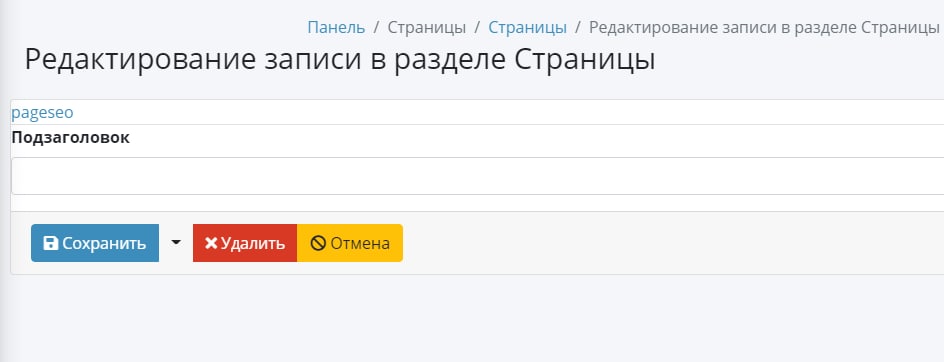 Панель / Страницы / Страницы / Редактирование записи в разделе Страницы
Редактирование записи в разделе Страницы
pageseo
Подзаголовок
Сохранить Удалить Отмена